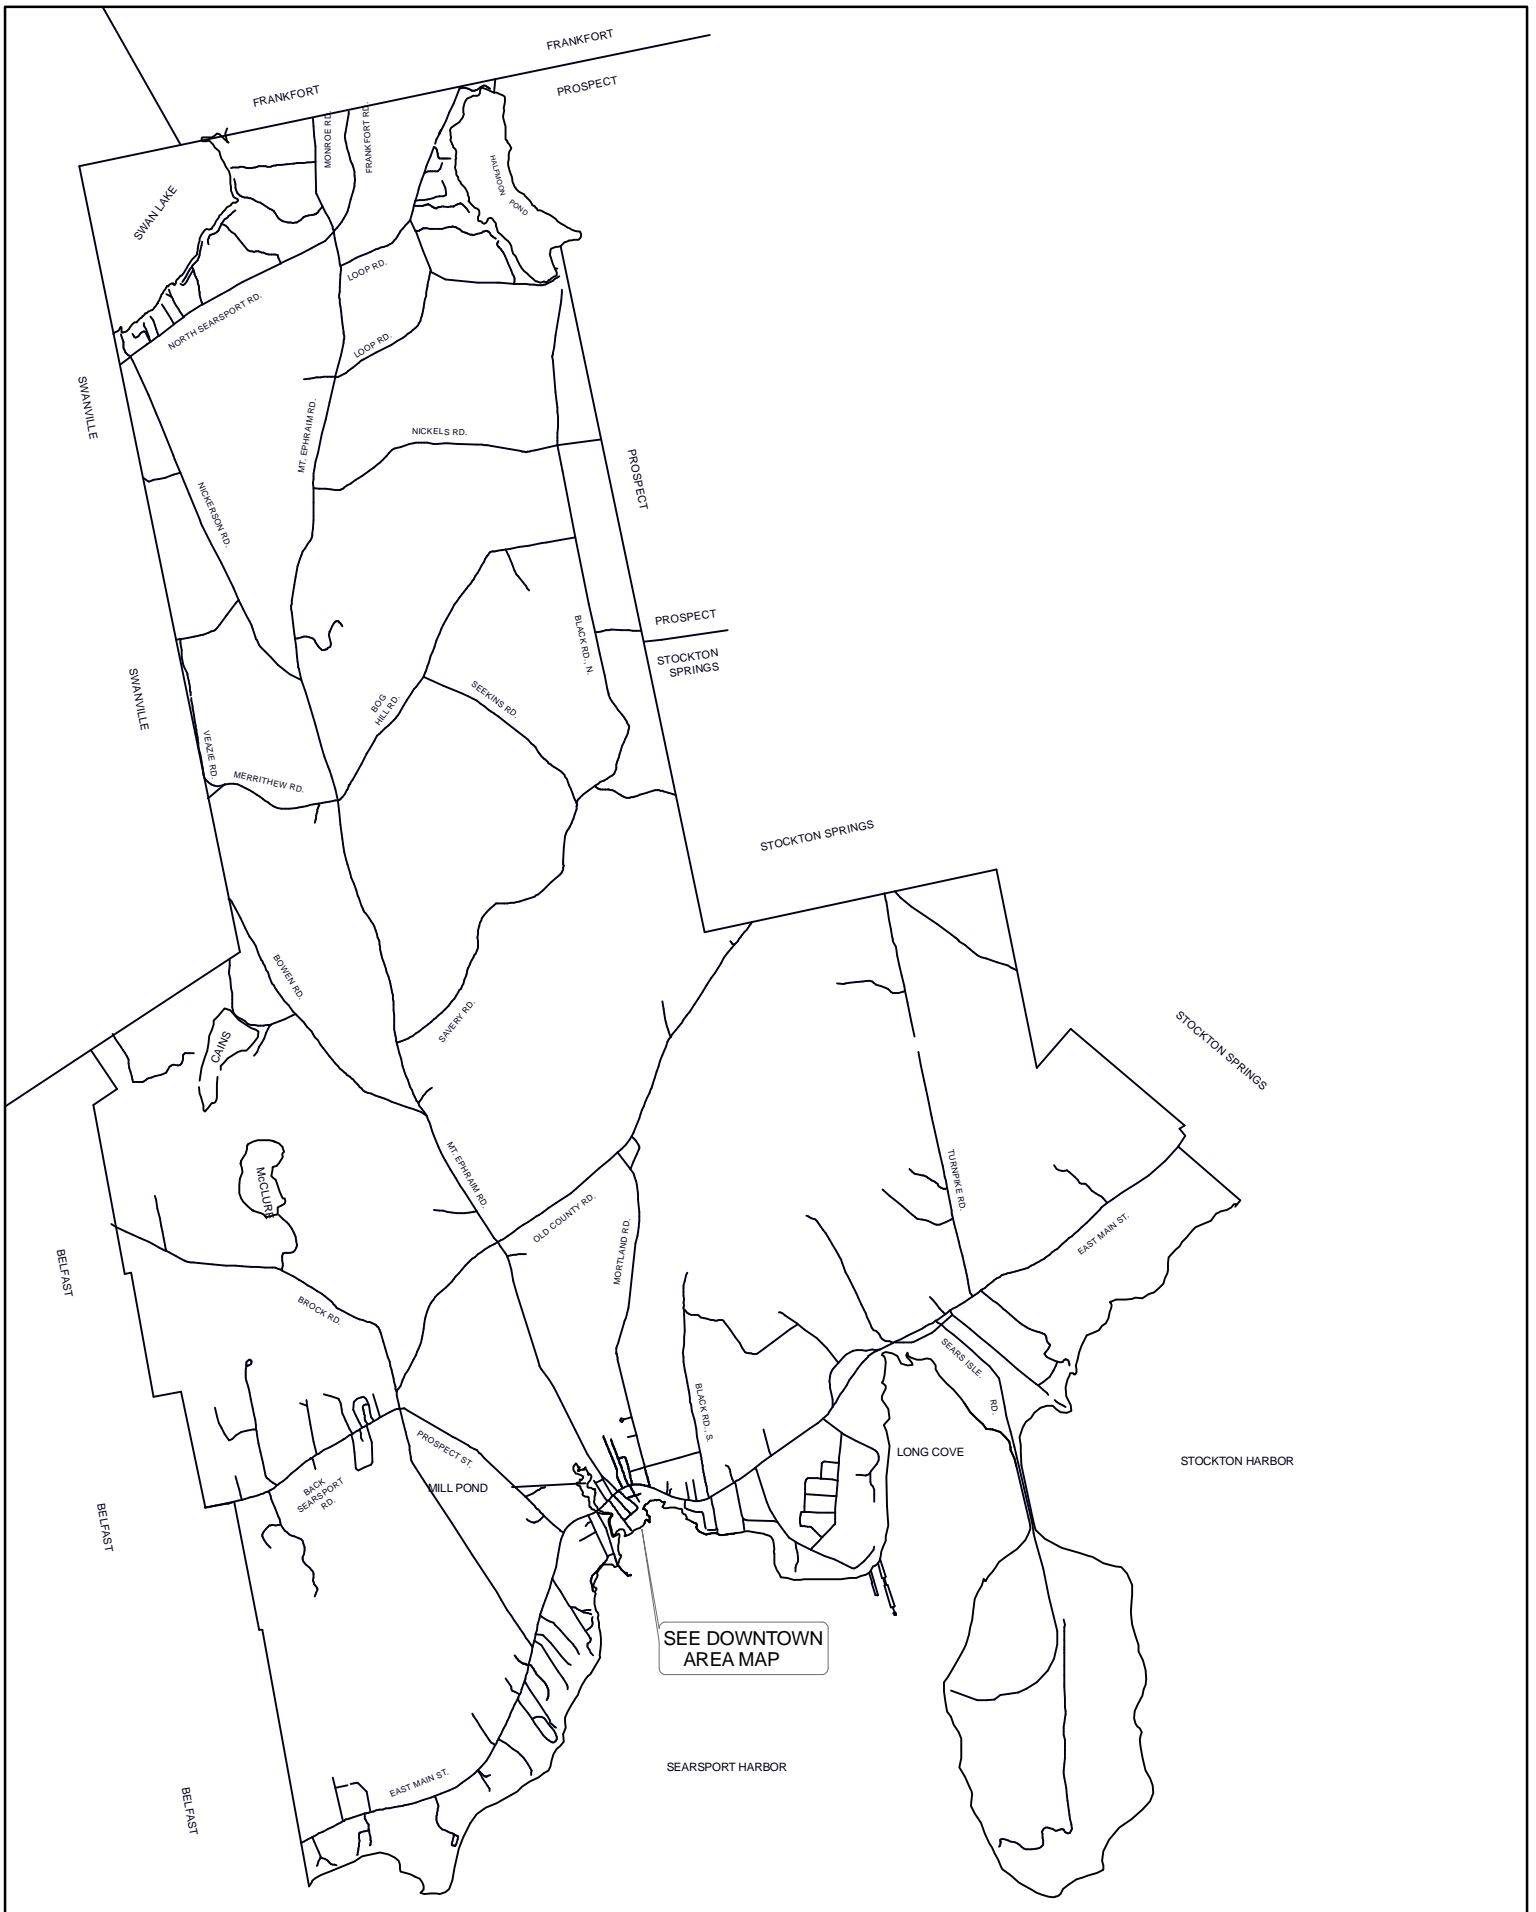 FRANKFORT
PROSPECT
FRANKFORT
MONROE RD.
FRANKFORT RD.
HALFMOON POND
SWAN LAKE
LOOP RD.
NORTH SEARSPORT RD.
LOOP RD.
SWANVILLE
MT. EPHRAIM RD.
NICKELS RD.
PROSPECT
NICKERSON RD.
PROSPECT
STOCKTON
SPRINGS
BLACK RD., N.
SWANVILLE
BOG
HILL RD.
SEEKINS RD.
VEAZIE RD.
MERRITHEW RD.
STOCKTON SPRINGS
BOWEN RD.
SAVERY RD.
CAINS
STOCKTON SPRINGS
McCLURE
MT. EPHRAIM RD.
OLD COUNTY RD.
MORTLAND RD.
TURNPIKE RD.
EAST MAIN ST.
BELFAST
BROCK RD.
SEARS ISLE.
RD.
BLACK RD., S.
PROSPECT ST.
LONG COVE
STOCKTON HARBOR
BACK
SEARSPORT
RD.
MILL POND
BELFAST
SEE DOWNTOWN
AREA MAP
SEARSPORT HARBOR
EAST MAIN ST.
BELFAST